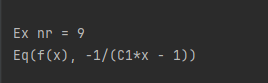 Ex nr = 9
Eq(f(x), -1/(C1*x - 1))